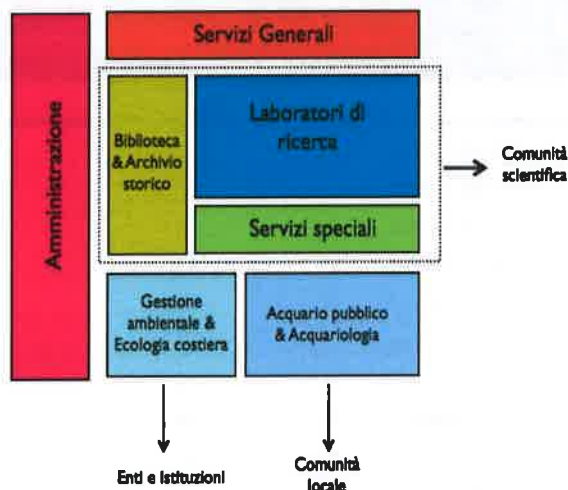 Servizi Generali
Amministrazione
Biblioteca
& Archivio
storico
Laboratori di
ricerca
Servizi speciali
Comunità
scientifica
Gestione
ambientale &
Ecologia costiera
Acquario pubblico
& Acquariologia
Enti e Istituzioni
Comunità
locale